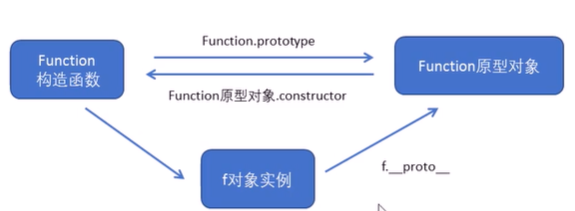 Function.prototype
Function
构造函数
Function原型对象
Function原型对象.constructor
f对象实例
f.__proto__